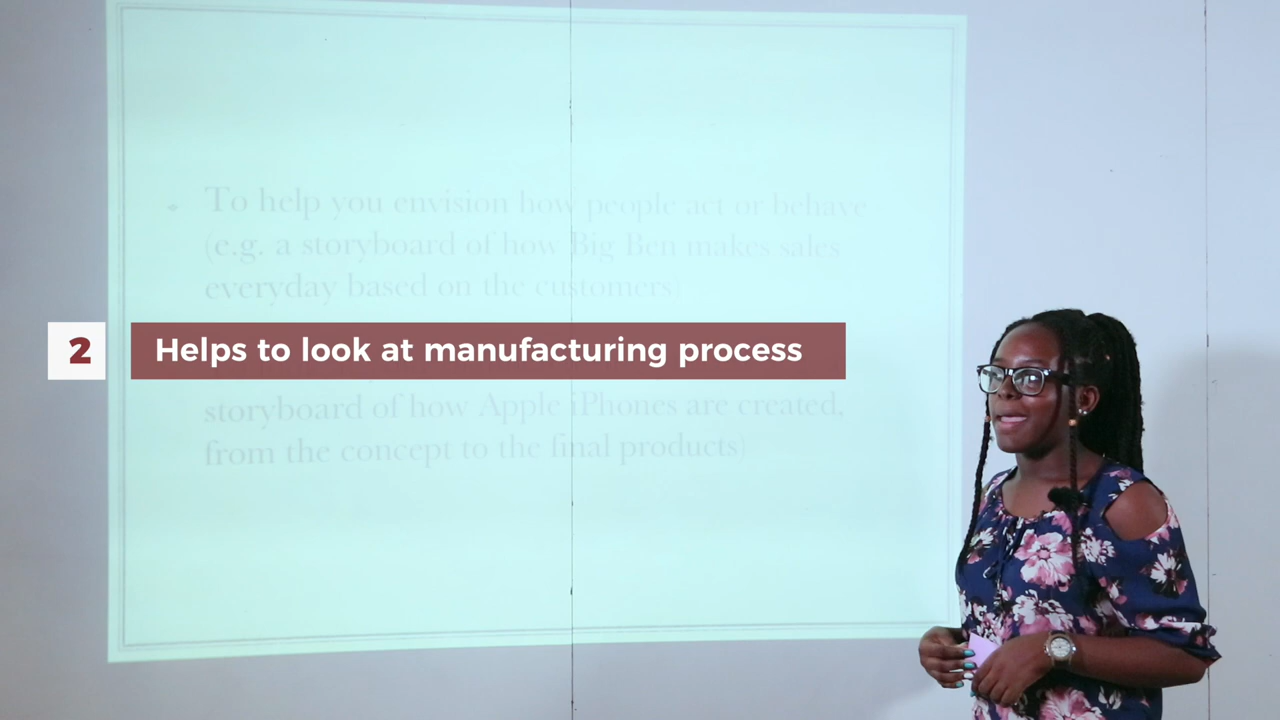 To help you envision how people act or behave
(e.g. a storyboard of how Big Ben makes sales
everyday based on the customers)
2 Helps to look at manufacturing process
storyboard of how Apple iPhones are created,
from the concept to the final products)